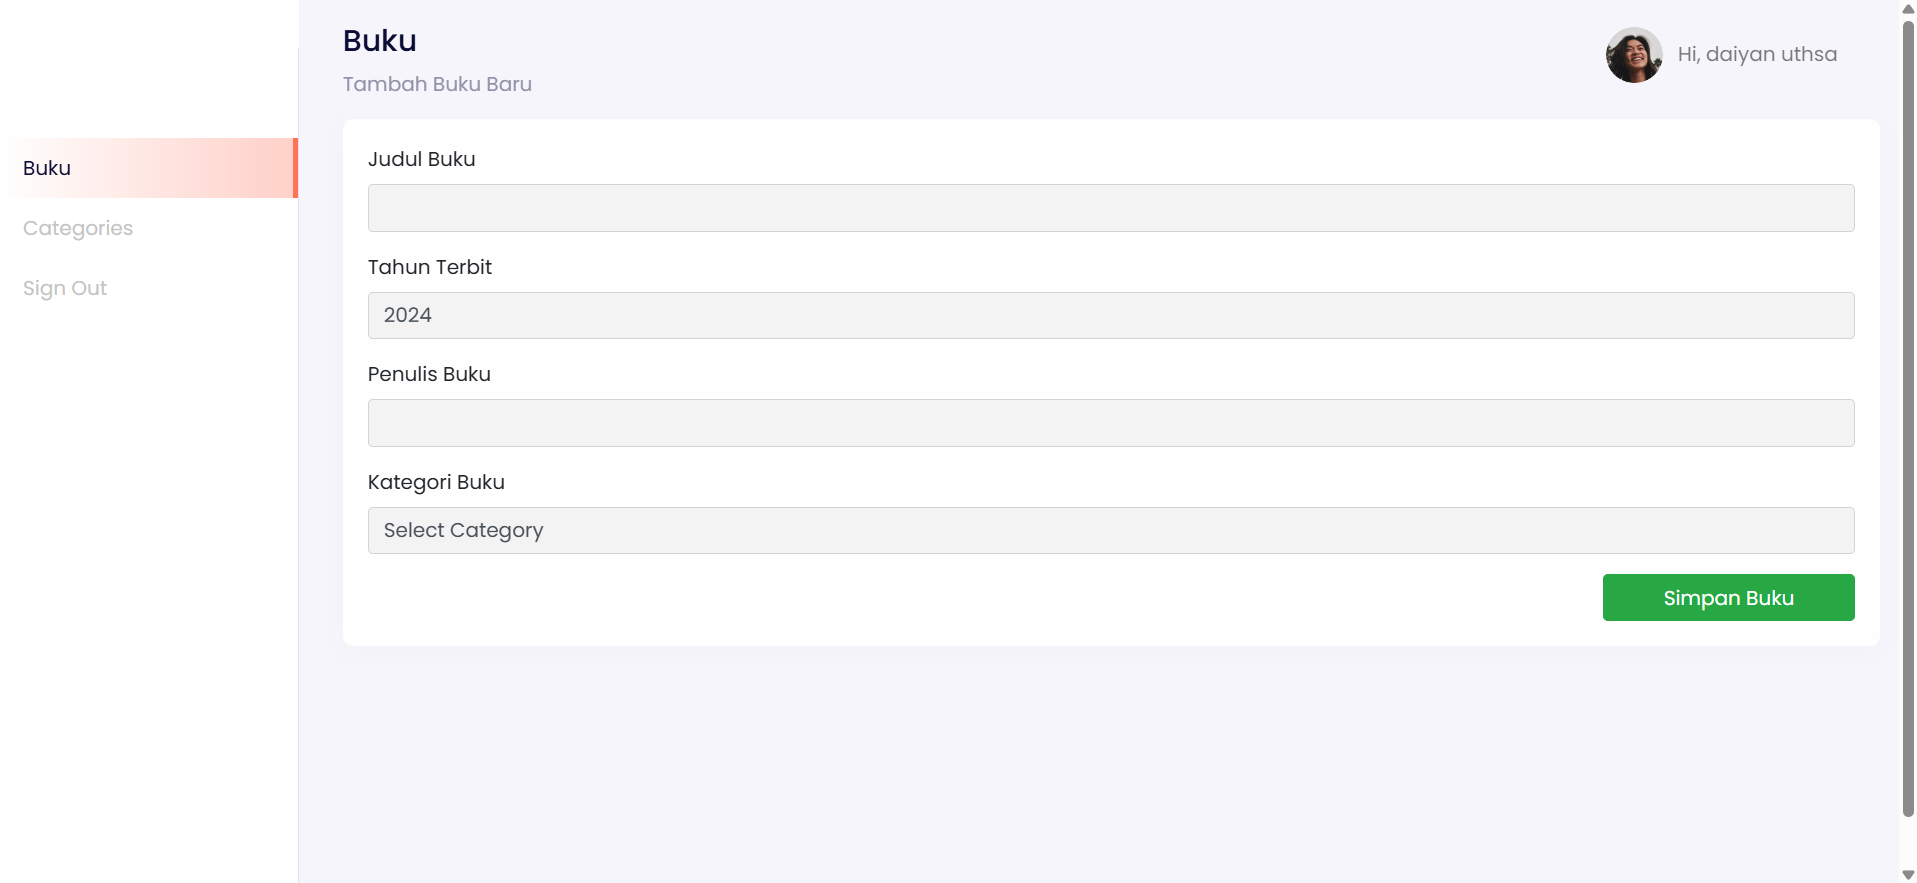 Buku
Tambah Buku Baru
Hi, daiyan uthsa
Buku
Categories
Sign Out
Judul Buku
Tahun Terbit
2024
Penulis Buku
Kategori Buku
Select Category
Simpan Buku